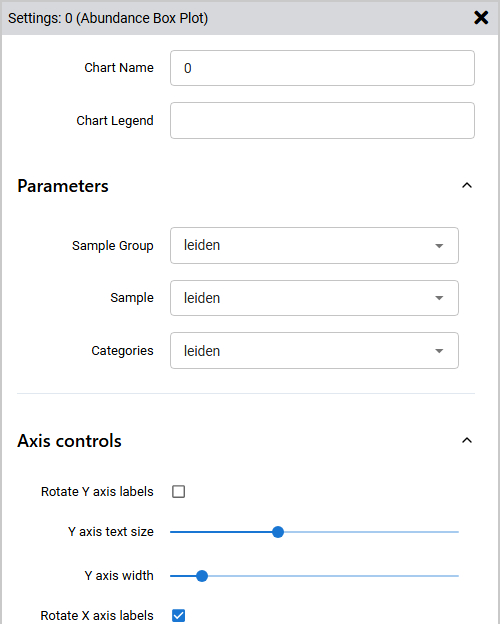 Settings: 0 (Abundance Box Plot)
Chart Name 0
Chart Legend
Parameters
Sample Group leiden
Sample leiden
Categories leiden
Axis controls
Rotate Y axis labels
Y axis text size
Y axis width
Rotate X axis labels